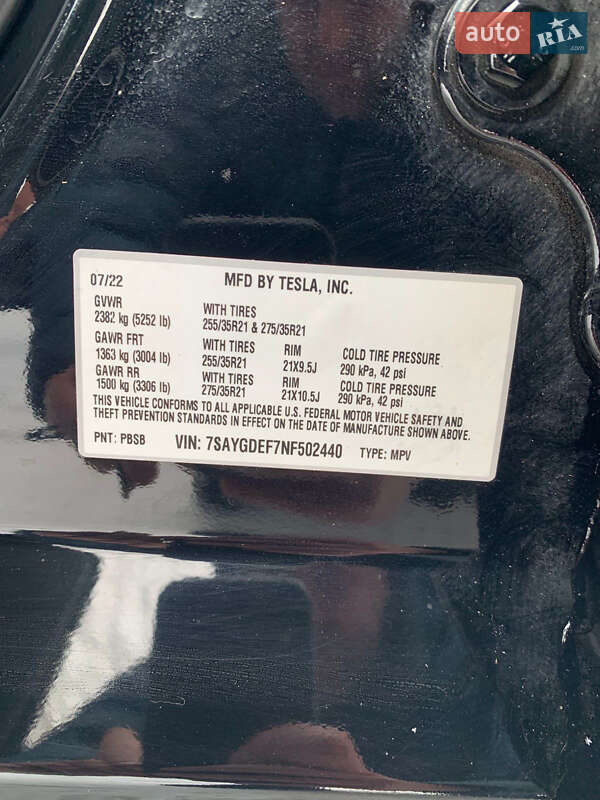 auto RIA .com
07/22 MFD BY TESLA, INC.
GVWR WITH TIRES
2382 kg (5252 lb) 255/35R21 & 275/35R21
GAWR FRT WITH TIRES RIM COLD TIRE PRESSURE
1363 kg (3004 lb) 255/35R21 21X9.5J 290 kPa, 42 psi
GAWR RR WITH TIRES RIM COLD TIRE PRESSURE
1500 kg (3306 lb) 275/35R21 21X10.5J 290 kPa, 42 psi
THIS VEHICLE CONFORMS TO ALL APPLICABLE U.S. FEDERAL MOTOR VEHICLE SAFETY AND
THEFT PREVENTION STANDARDS IN EFFECT ON THE DATE OF MANUFACTURE SHOWN ABOVE.
PNT: PBSB VIN: 7SAYGDEF7NF502440 TYPE: MPV